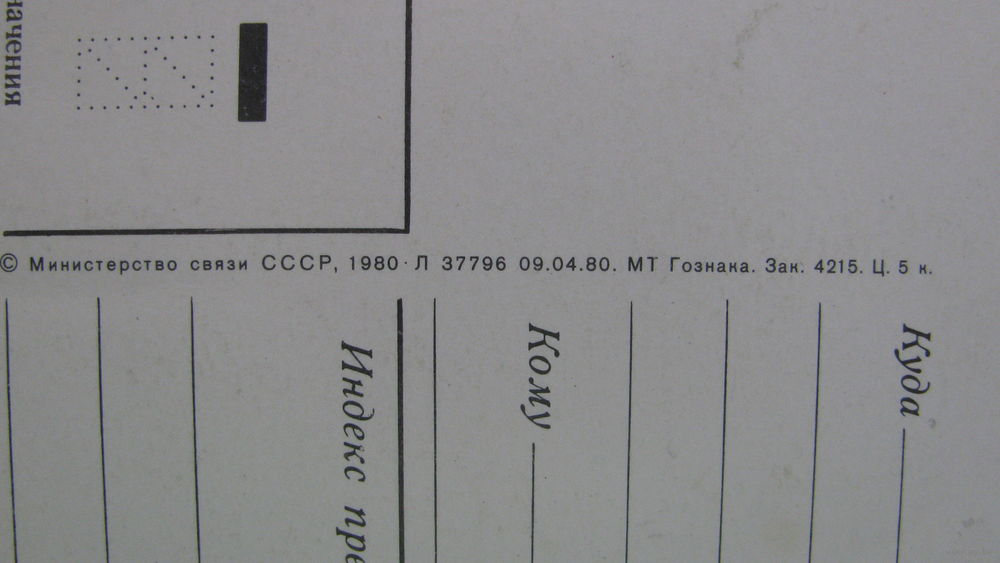 начения
© Министерство связи СССР, 1980 · Л 37796 09.04.80. МТ Гознака. Зак. 4215. Ц. 5 к.
Куда
Кому
Индекс пре